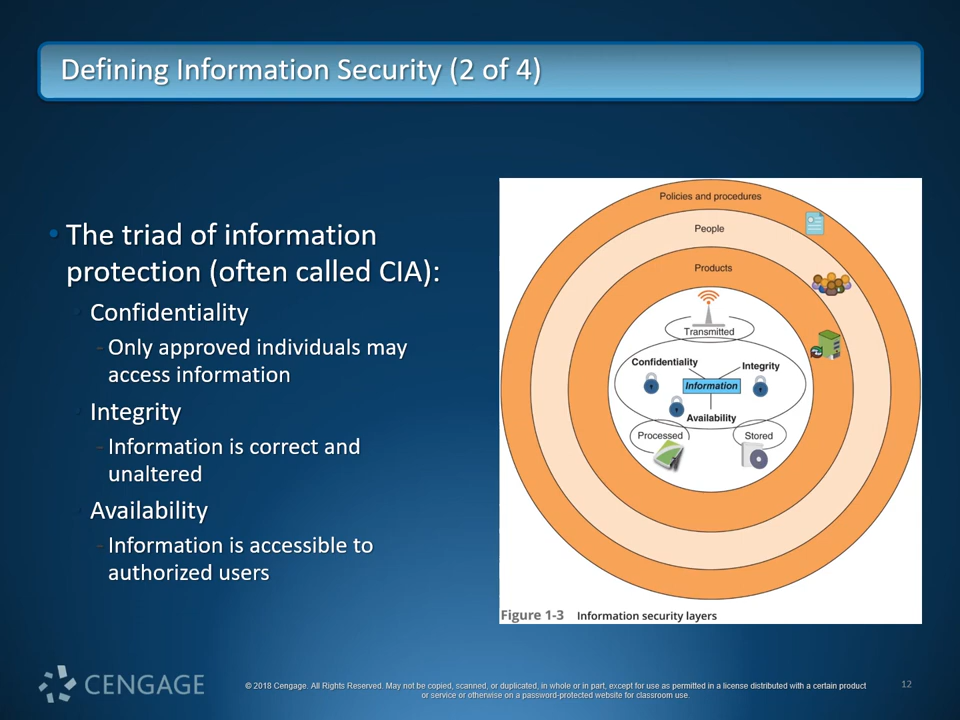 Defining Information Security (2 of 4)
• The triad of information
protection (often called CIA):
• Confidentiality
- Only approved individuals may
access information
• Integrity
- Information is correct and
unaltered
• Availability
- Information is accessible to
authorized users
Policies and procedures
People
Products
Transmitted
Confidentiality
Integrity
Information
Availability
Processed
Stored
Figure 1-3 Information security layers
CENGAGE
© 2018 Cengage. All Rights Reserved. May not be copied, scanned, or duplicated, in whole or in part, except for use as permitted in a license distributed with a certain product
or service or otherwise on a password-protected website for classroom use.
12